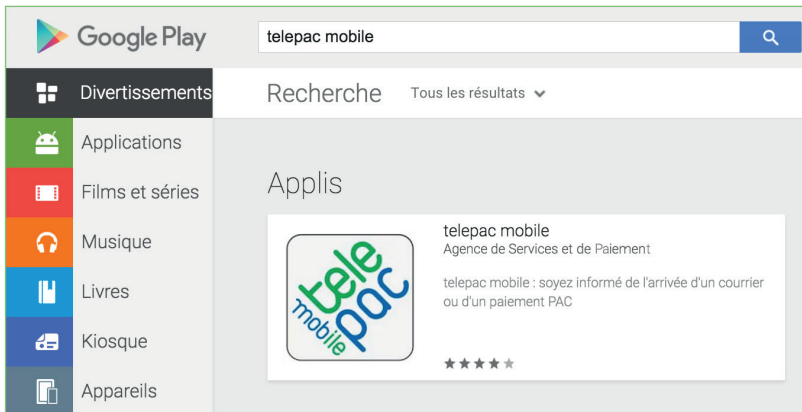 Google Play
telepac mobile
Divertissements
Recherche Tous les résultats
Applications
Films et séries
Musique
Livres
Kiosque
Appareils
Applis
tele
pac
mobile
telepac mobile
Agence de Services et de Paiement
telepac mobile : soyez informé de l'arrivée d'un courrier
ou d'un paiement PAC